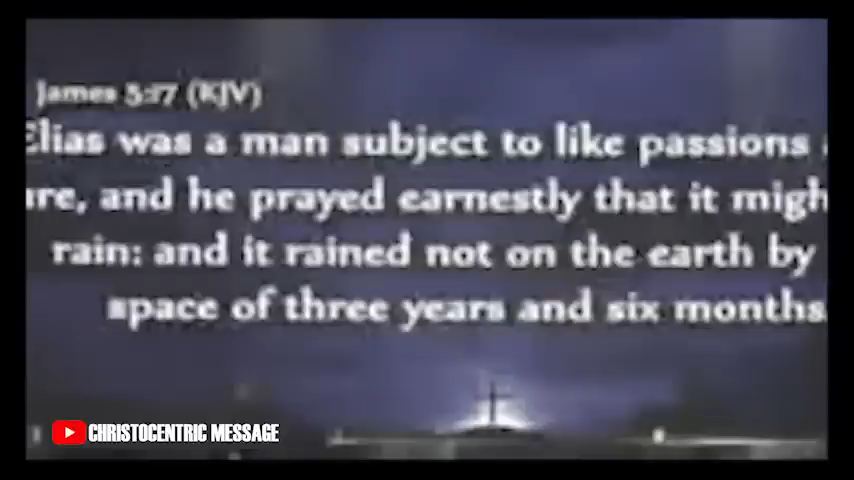 James 5:17 (KJV)
Elias was a man subject to like passions a
ure, and he prayed earnestly that it migh
rain: and it rained not on the earth by
space of three years and six months.
CHRISTOCENTRIC MESSAGE